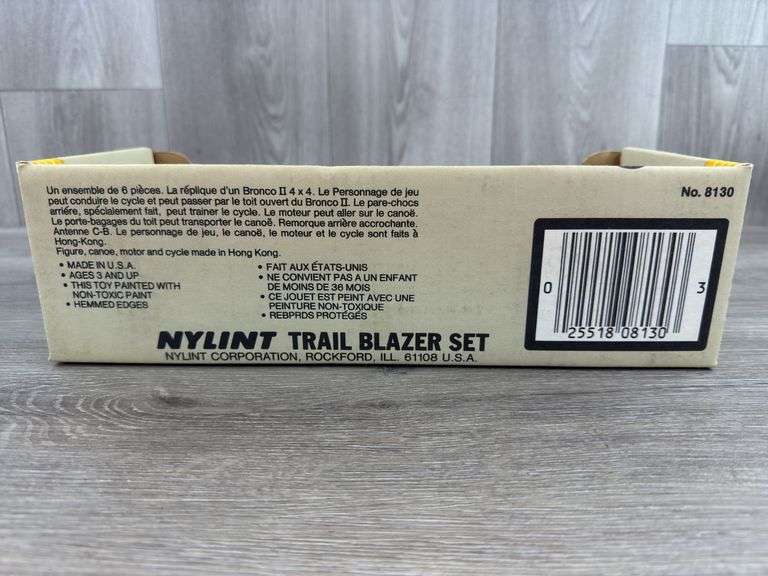 Un ensemble de 6 pièces. La réplique d'un Bronco II 4 x 4. Le Personnage de jeu
peut conduire le cycle et peut passer par le toit ouvert du Bronco II. Le pare-chocs
arriére, spécialement fait, peut trainer le cycle. Le moteur peut aller sur le canoë.
Le porte-bagages du toit peut transporter le canoë. Remorque arrière accrochante.
Antenne C-B. Le personnage de jeu, le canoë, le moteur et le cycle sont faits à
Hong-Kong.
Figure, canoe, motor and cycle made in Hong Kong.
• MADE IN U.S.A.
• AGES 3 AND UP
• THIS TOY PAINTED WITH
NON-TOXIC PAINT
• HEMMED EDGES
• FAIT AUX ÉTATS-UNIS
• NE CONVIENT PAS A UN ENFANT
DE MOINS DE 36 MOIS
• CE JOUET EST PEINT AVEC UNE
PEINTURE NON-TOXIQUE
• REBPRDS PROTÉGÉS
NYLINT TRAIL BLAZER SET
NYLINT CORPORATION, ROCKFORD, ILL. 61108 U.S.A.
No. 8130
0 25518 08130 3